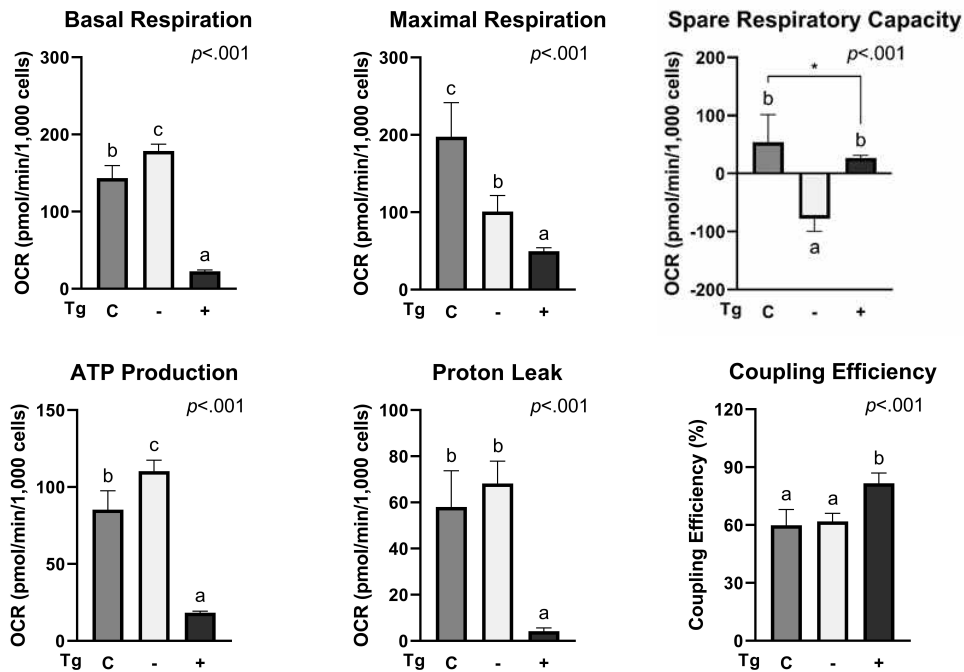 Basal Respiration
p<.001
OCR (pmol/min/1,000 cells)
300
200
100
0
b
c
a
Tg C - +
Maximal Respiration
p<.001
OCR (pmol/min/1,000 cells)
300
200
100
0
c
b
a
Tg C - +
Spare Respiratory Capacity
p<.001
OCR (pmol/min/1,000 cells)
200
100
0
-100
-200
*
b
a
b
Tg C - +
ATP Production
p<.001
OCR (pmol/min/1,000 cells)
150
100
50
0
b
c
a
Tg C - +
Proton Leak
p<.001
OCR (pmol/min/1,000 cells)
100
80
60
40
20
0
b
b
a
Tg C - +
Coupling Efficiency
p<.001
Coupling Efficiency (%)
120
90
60
30
0
a
a
b
Tg C - +